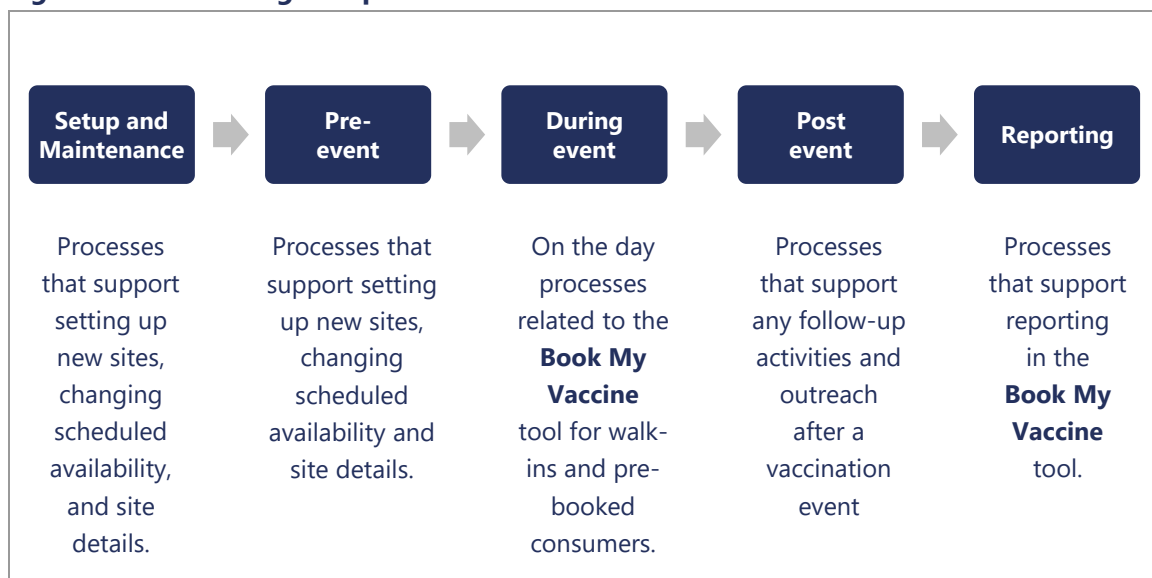 Setup and
Maintenance
Pre-
event
During
event
Post
event
Reporting
Processes
that support
setting up
new sites,
changing
scheduled
availability,
and site
details.
Processes that
support setting
up new sites,
changing
scheduled
availability and
site details.
On the day
processes
related to the
Book My
Vaccine
tool for walk-
ins and pre-
booked
consumers.
Processes
that support
any follow-up
activities and
outreach
after a
vaccination
event
Processes
that support
reporting
in the
Book My
Vaccine
tool.